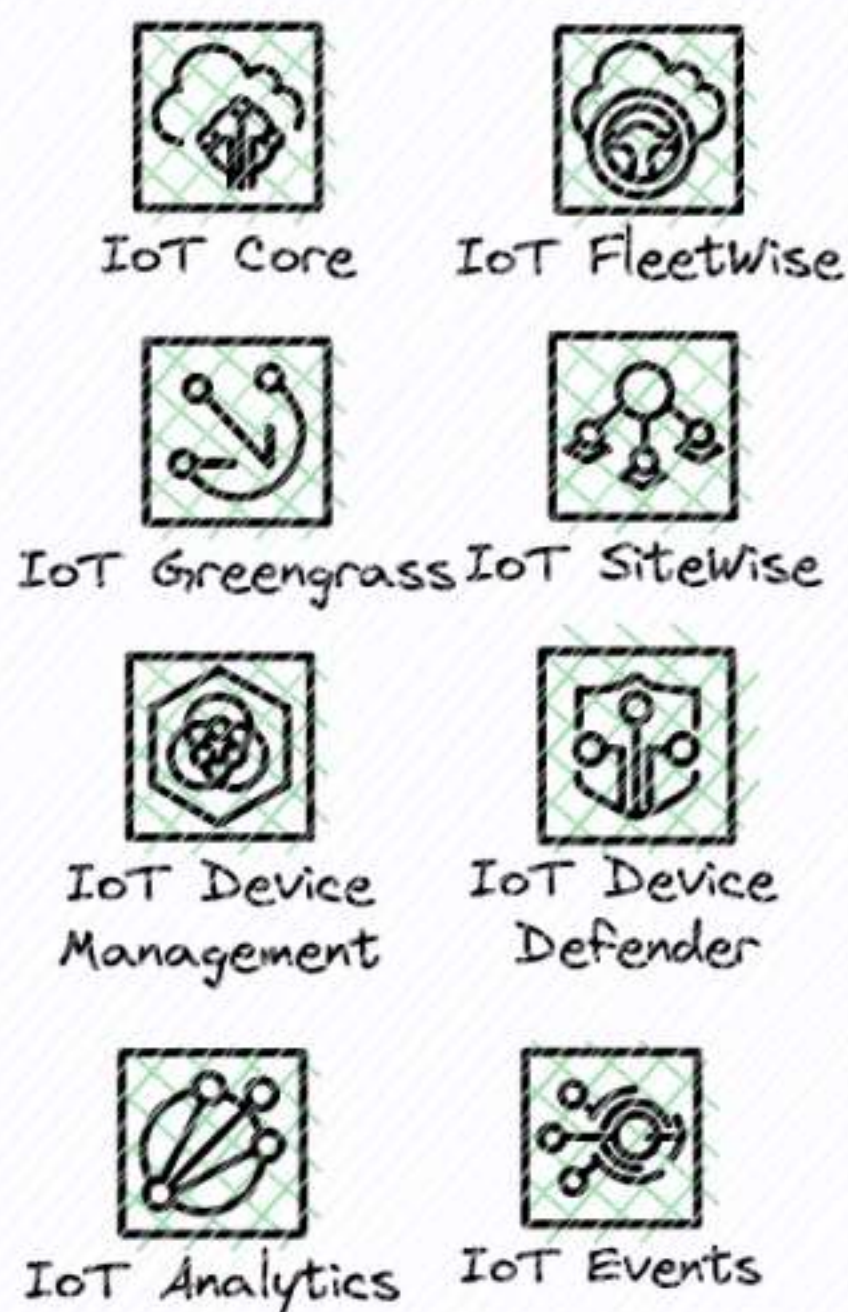 IoT Core
IoT FleetWise
IoT Greengrass
IoT SiteWise
IoT Device
Management
IoT Device
Defender
IoT Analytics
IoT Events